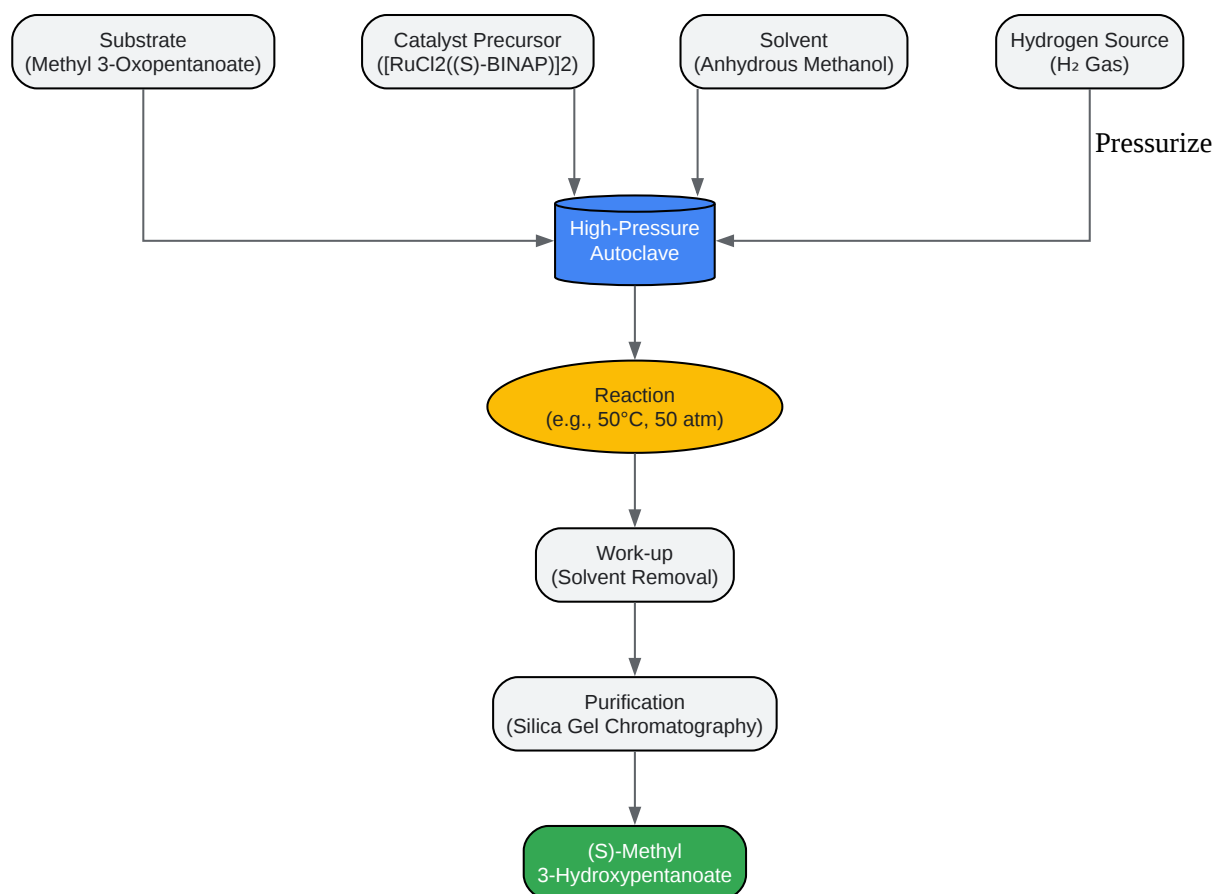 Substrate
(Methyl 3-Oxopentanoate)
Catalyst Precursor
([RuCl2((S)-BINAP)]2)
Solvent
(Anhydrous Methanol)
Hydrogen Source
(H₂ Gas)
Pressurize
High-Pressure
Autoclave
Reaction
(e.g., 50°C, 50 atm)
Work-up
(Solvent Removal)
Purification
(Silica Gel Chromatography)
(S)-Methyl
3-Hydroxypentanoate